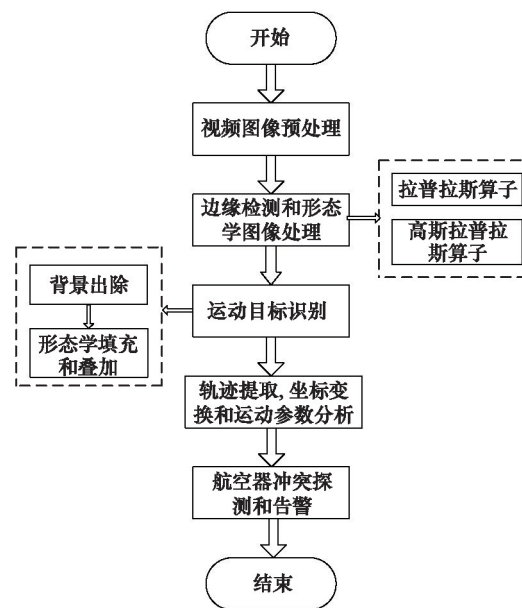 开始
视频图像预处理
边缘检测和形态
学图像处理
拉普拉斯算子
高斯拉普拉
斯算子
背景出除
形态学填充
和叠加
运动目标识别
轨迹提取,坐标变
换和运动参数分析
航空器冲突探
测和告警
结束